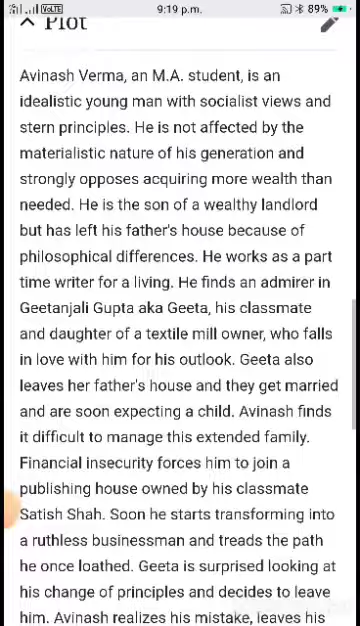 VoLTE 9:19 p.m. 89%
Plot
Avinash Verma, an M.A. student, is an
idealistic young man with socialist views and
stern principles. He is not affected by the
materialistic nature of his generation and
strongly opposes acquiring more wealth than
needed. He is the son of a wealthy landlord
but has left his father's house because of
philosophical differences. He works as a part
time writer for a living. He finds an admirer in
Geetanjali Gupta aka Geeta, his classmate
and daughter of a textile mill owner, who falls
in love with him for his outlook. Geeta also
leaves her father's house and they get married
and are soon expecting a child. Avinash finds
it difficult to manage this extended family.
Financial insecurity forces him to join a
publishing house owned by his classmate
Satish Shah. Soon he starts transforming into
a ruthless businessman and treads the path
he once loathed. Geeta is surprised looking at
his change of principles and decides to leave
him. Avinash realizes his mistake, leaves his